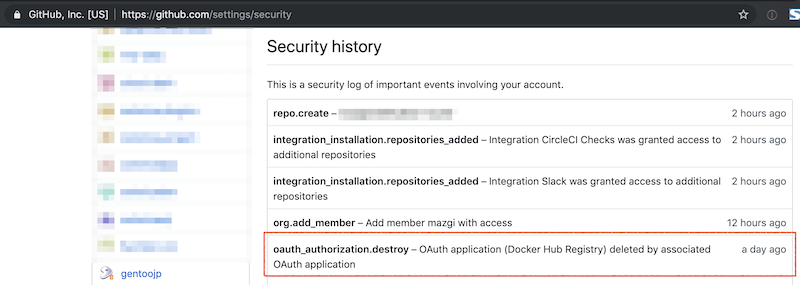 GitHub, Inc. [US] | https://github.com/settings/security
Security history
This is a security log of important events involving your account.
repo.create – 2 hours ago
integration_installation.repositories_added – Integration CircleCI Checks was granted access to 2 hours ago
additional repositories
integration_installation.repositories_added – Integration Slack was granted access to additional 2 hours ago
repositories
org.add_member – Add member mazgi with access 12 hours ago
oauth_authorization.destroy – OAuth application (Docker Hub Registry) deleted by associated a day ago
OAuth application
gentoojp